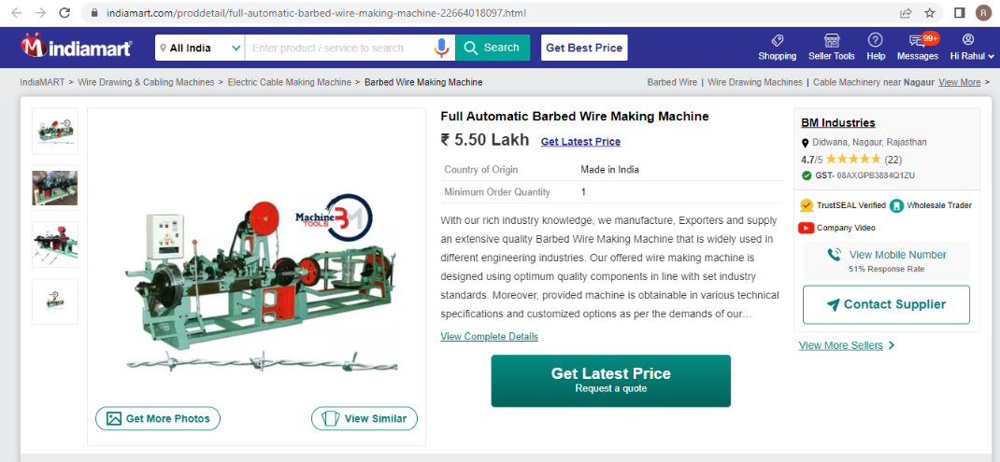 indiamart.com/proddetail/full-automatic-barbed-wire-making-machine-22664018097.html
R
indiamart
All India
Enter product / service to search
Search
Get Best Price
Shopping
Seller Tools
Help
99+
Messages
Hi Rahul
IndiaMART > Wire Drawing & Cabling Machines > Electric Cable Making Machine > Barbed Wire Making Machine
Barbed Wire | Wire Drawing Machines | Cable Machinery near Nagaur View More >
Full Automatic Barbed Wire Making Machine
₹ 5.50 Lakh Get Latest Price
Country of Origin Made in India
Minimum Order Quantity 1
With our rich industry knowledge, we manufacture, Exporters and supply
an extensive quality Barbed Wire Making Machine that is widely used in
different engineering industries. Our offered wire making machine is
designed using optimum quality components in line with set industry
standards. Moreover, provided machine is obtainable in various technical
specifications and customized options as per the demands of our…
View Complete Details
Get Latest Price
Request a quote
Machine
TOOLS
BM
Get More Photos
View Similar
BM Industries
Didwana, Nagaur, Rajasthan
4.7/5 (22)
GST- 08AXGPB3884Q1ZU
TrustSEAL Verified
Wholesale Trader
Company Video
View Mobile Number
51% Response Rate
Contact Supplier
View More Sellers >